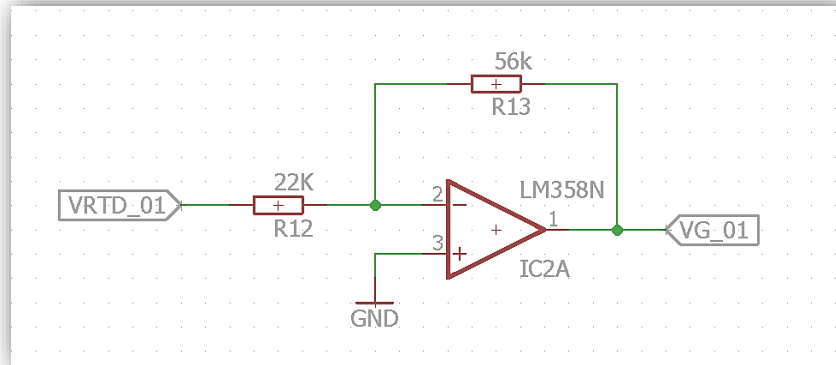 56k
R13
22K
VRTD_01
R12
2
LM358N
1
VG_01
3
IC2A
GND